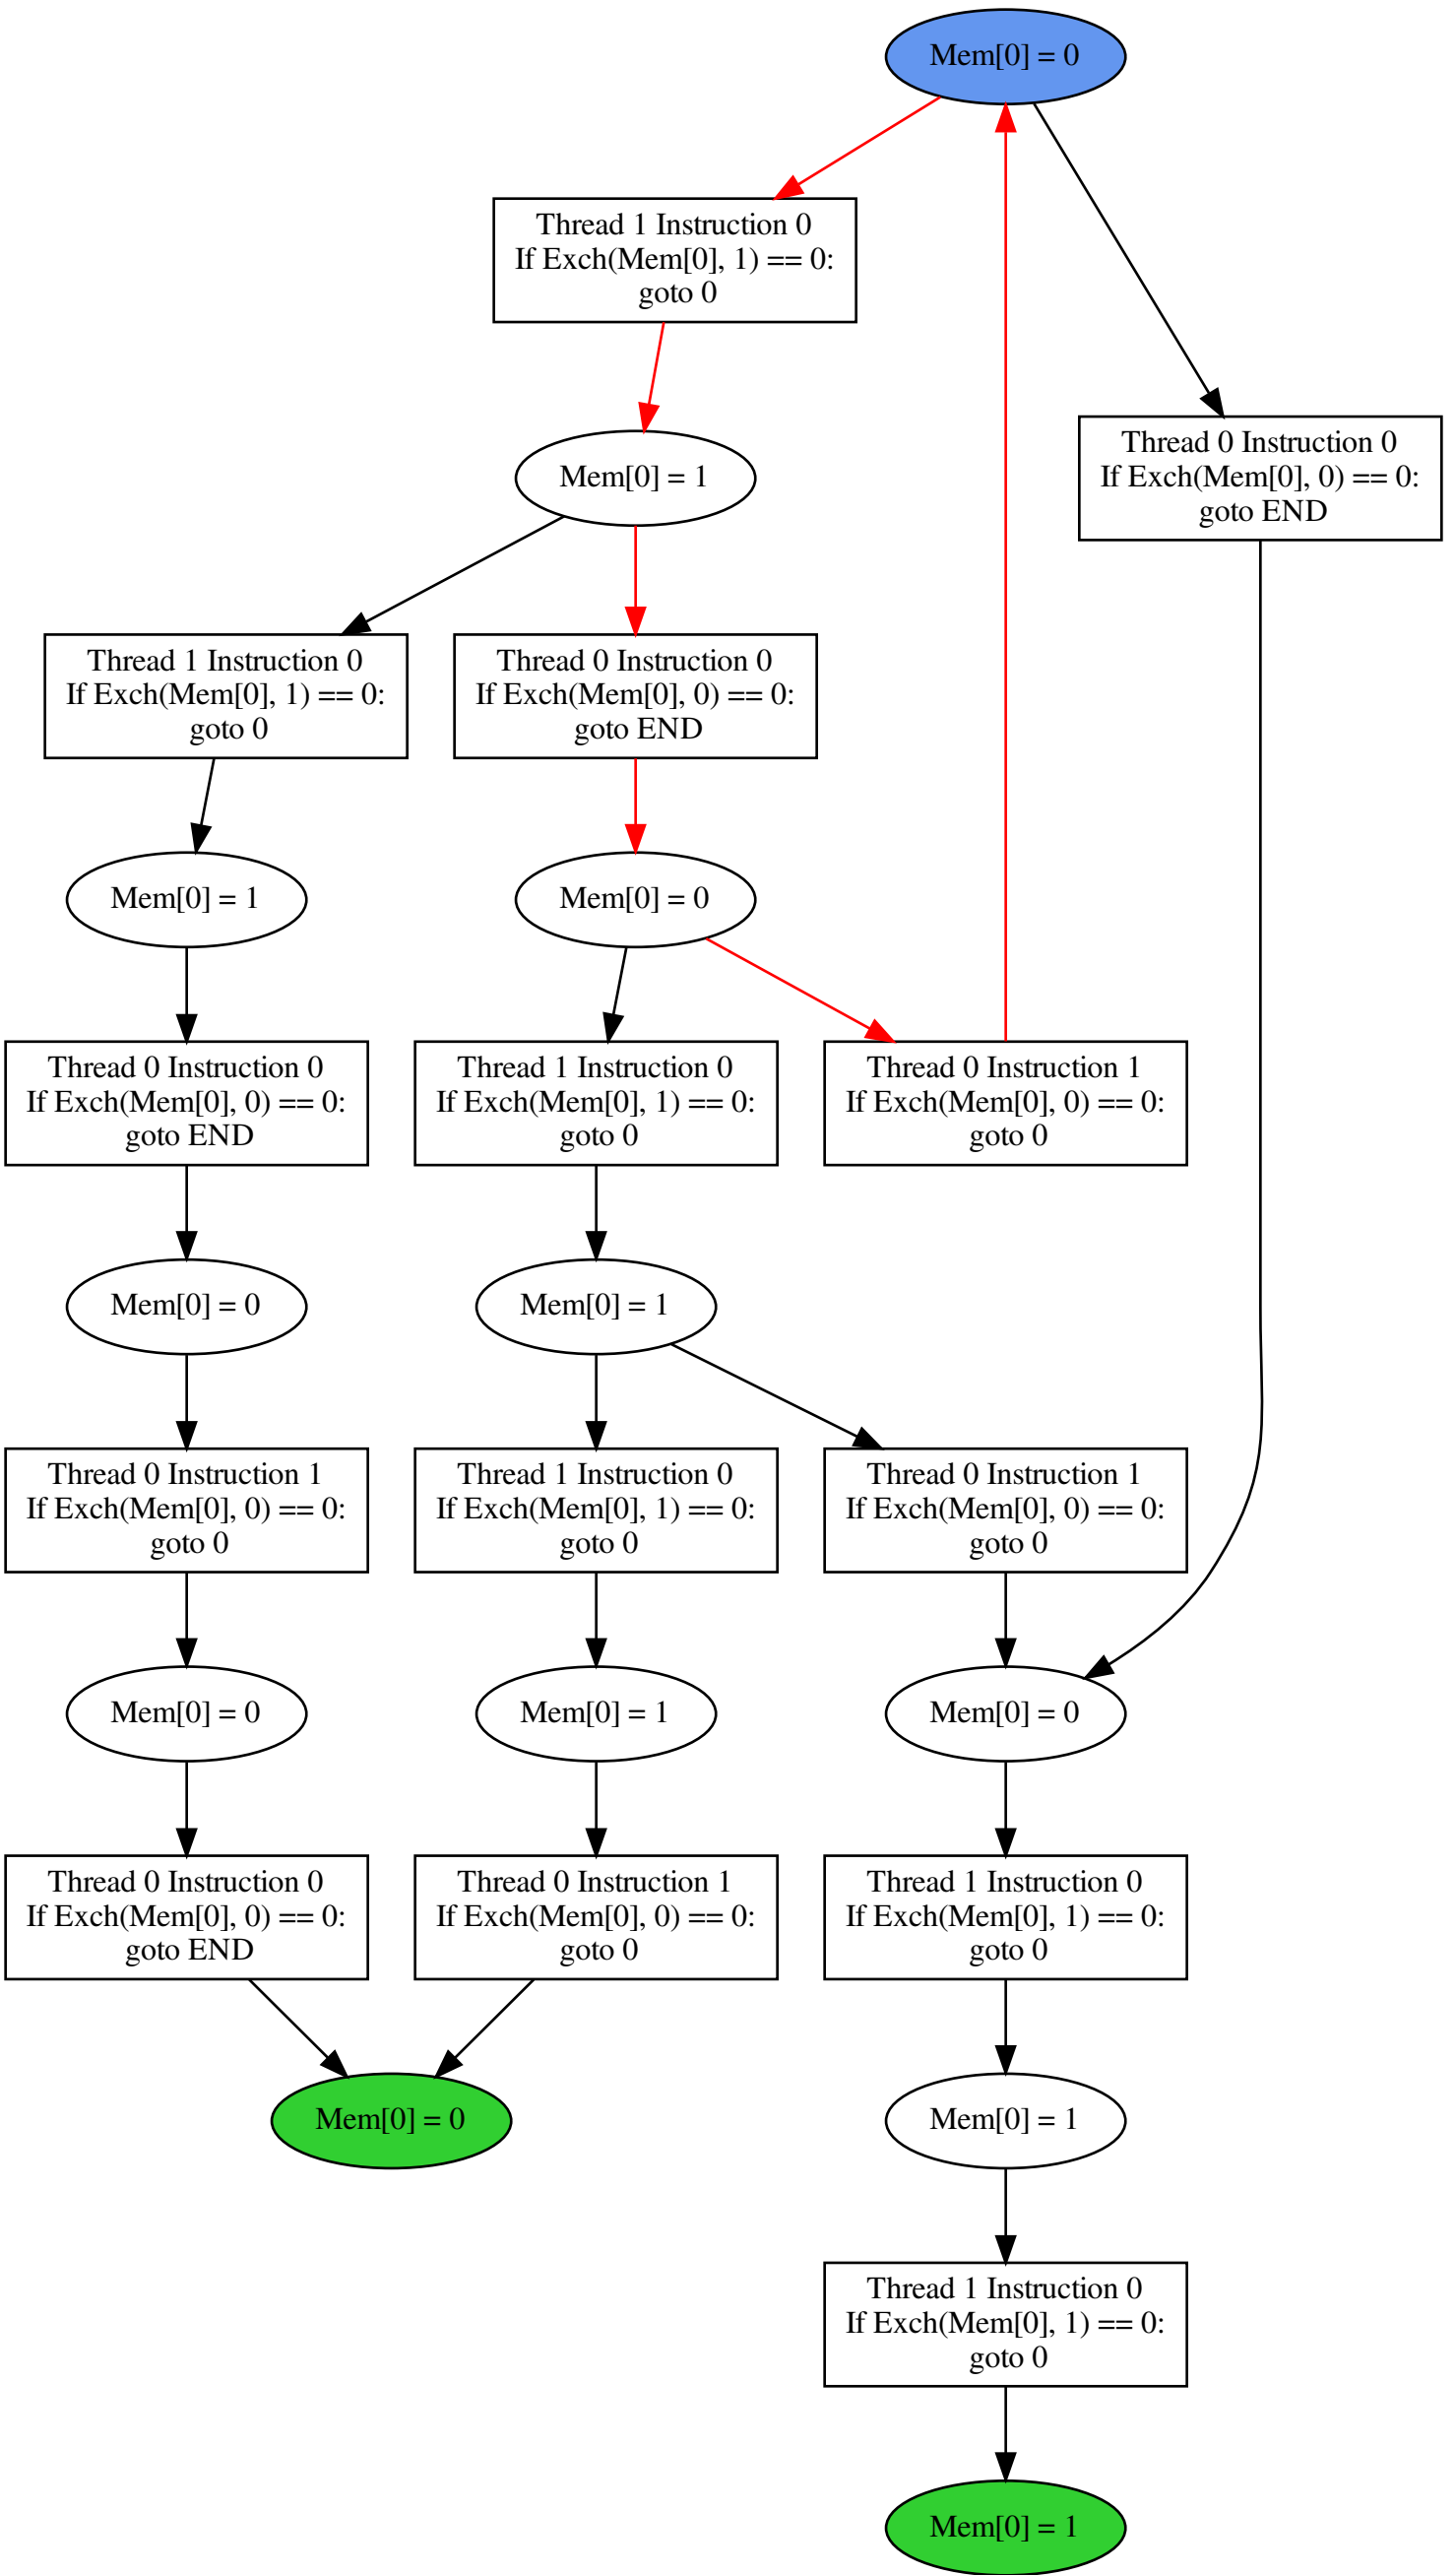 Mem[0] = 0
Thread 1 Instruction 0
If Exch(Mem[0], 1) == 0:
goto 0
Thread 0 Instruction 0
If Exch(Mem[0], 0) == 0:
goto END
Mem[0] = 1
Thread 1 Instruction 0
If Exch(Mem[0], 1) == 0:
goto 0
Thread 0 Instruction 0
If Exch(Mem[0], 0) == 0:
goto END
Mem[0] = 1
Mem[0] = 0
Thread 0 Instruction 0
If Exch(Mem[0], 0) == 0:
goto END
Thread 1 Instruction 0
If Exch(Mem[0], 1) == 0:
goto 0
Thread 0 Instruction 1
If Exch(Mem[0], 0) == 0:
goto 0
Mem[0] = 0
Mem[0] = 1
Thread 0 Instruction 1
If Exch(Mem[0], 0) == 0:
goto 0
Thread 1 Instruction 0
If Exch(Mem[0], 1) == 0:
goto 0
Thread 0 Instruction 1
If Exch(Mem[0], 0) == 0:
goto 0
Mem[0] = 0
Mem[0] = 1
Mem[0] = 0
Thread 0 Instruction 0
If Exch(Mem[0], 0) == 0:
goto END
Thread 0 Instruction 1
If Exch(Mem[0], 0) == 0:
goto 0
Thread 1 Instruction 0
If Exch(Mem[0], 1) == 0:
goto 0
Mem[0] = 0
Mem[0] = 1
Thread 1 Instruction 0
If Exch(Mem[0], 1) == 0:
goto 0
Mem[0] = 1